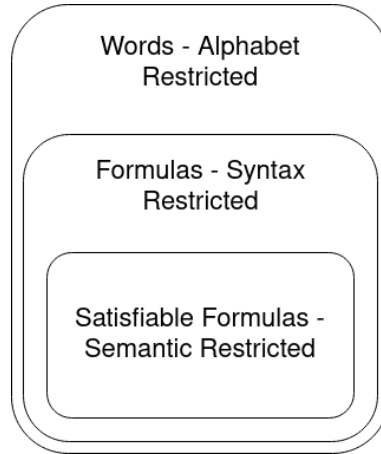 Words - Alphabet
Restricted
Formulas - Syntax
Restricted
Satisfiable Formulas -
Semantic Restricted